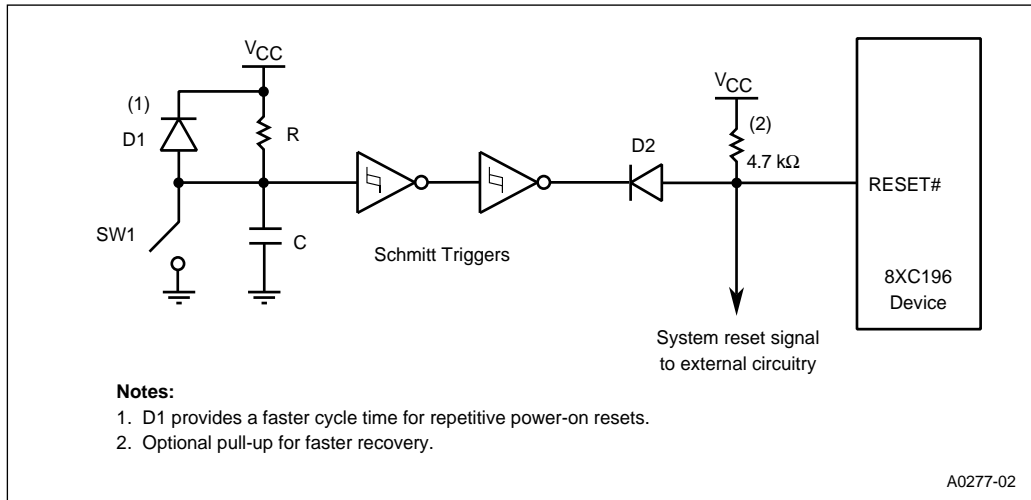 VCC
(1)
D1
R
SW1
C
Schmitt Triggers
D2
VCC
(2)
4.7 kΩ
RESET#
8XC196
Device
System reset signal
to external circuitry
Notes:
1. D1 provides a faster cycle time for repetitive power-on resets.
2. Optional pull-up for faster recovery.
A0277-02